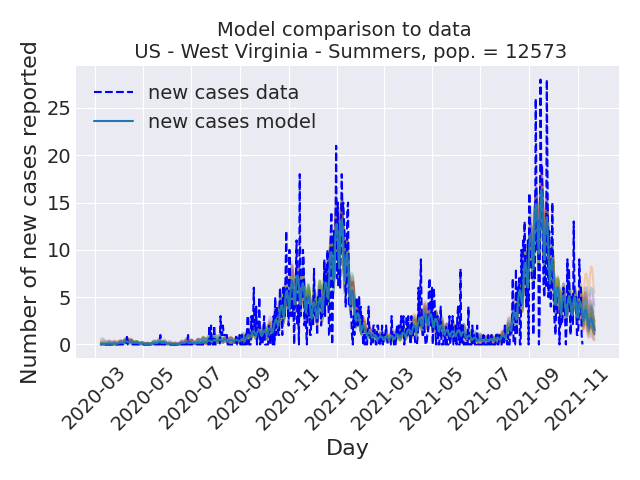 Model comparison to data
US - West Virginia - Summers, pop. = 12573
Number of new cases reported
new cases data
new cases model
25
20
15
10
5
0
2020-03
2020-05
2020-07
2020-09
2020-11
2021-01
2021-03
2021-05
2021-07
2021-09
2021-11
Day